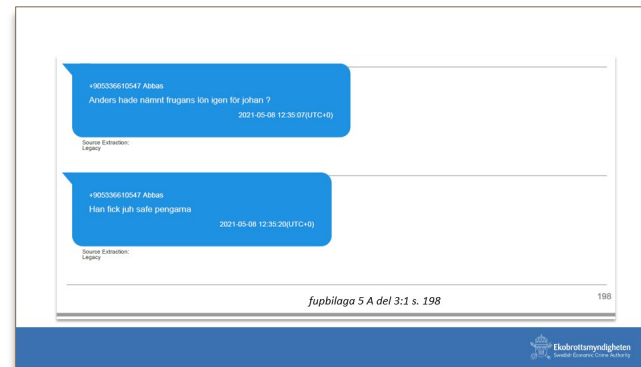 +905336610547 Abbas
Anders hade nämnt frugans lön igen för johan ?
2021-05-08 12:35:07(UTC+0)
Source Extraction:
Legacy
+905336610547 Abbas
Han fick juh safe pengarna
2021-05-08 12:35:20(UTC+0)
Source Extraction:
Legacy
198
fupbilaga 5 A del 3:1 s. 198
Ekobrottsmyndigheten
Swedish Economic Crime Authority